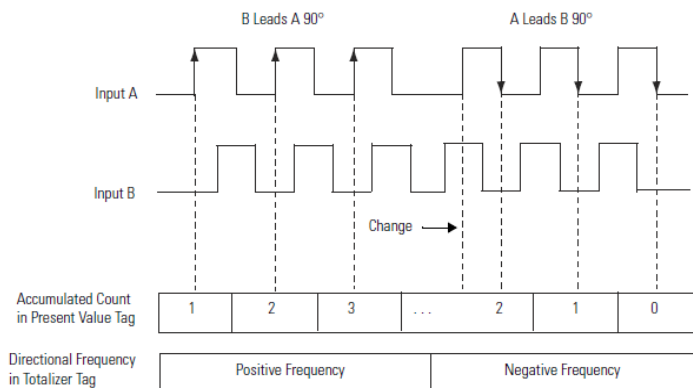 B Leads A 90°
A Leads B 90°
Input A
Input B
Change
Accumulated Count
in Present Value Tag
1 2 3 ... 2 1 0
Directional Frequency
in Totalizer Tag
Positive Frequency
Negative Frequency